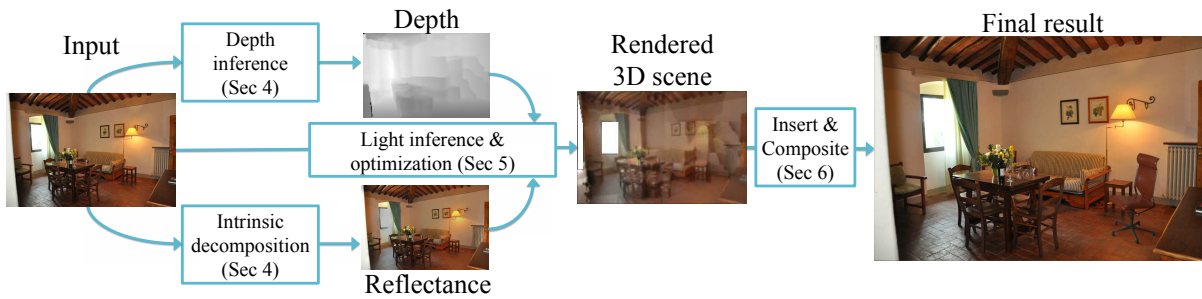 Input
Depth
inference
(Sec 4)
Depth
Light inference &
optimization (Sec 5)
Intrinsic
decomposition
(Sec 4)
Reflectance
Rendered
3D scene
Insert &
Composite
(Sec 6)
Final result